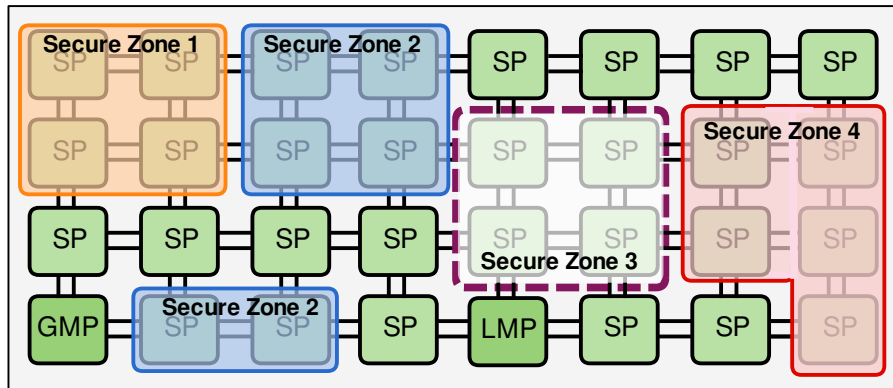 Secure Zone 1 Secure Zone 2
SP SP SP SP SP SP SP SP
Secure Zone 4
SP SP SP SP SP SP SP SP
SP SP SP SP SP SP SP SP
Secure Zone 3
Secure Zone 2
GMP SP SP SP LMP SP SP SP